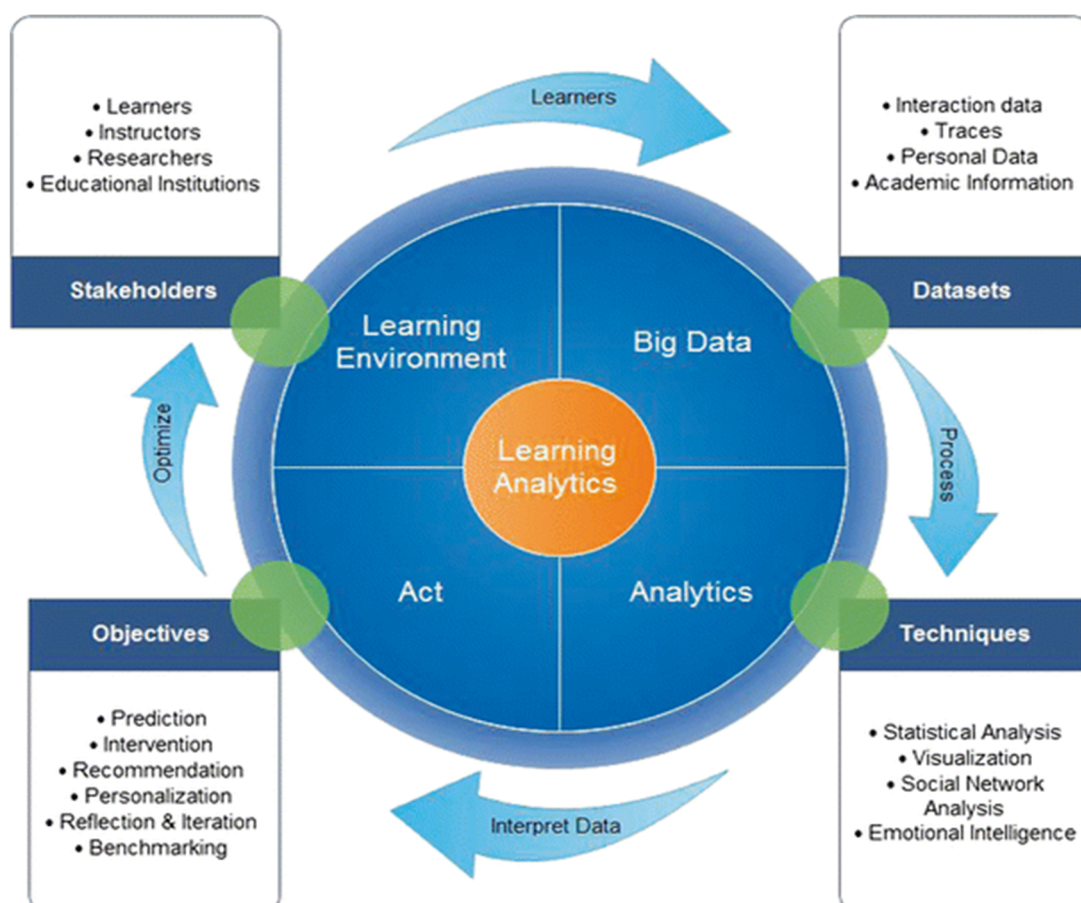 • Learners
• Instructors
• Researchers
• Educational Institutions
Stakeholders
Learners
• Interaction data
• Traces
• Personal Data
• Academic Information
Datasets
Learning
Environment
Big Data
Learning
Analytics
Act
Analytics
Optimize
Process
Objectives
• Prediction
• Intervention
• Recommendation
• Personalization
• Reflection & Iteration
• Benchmarking
Interpret Data
Techniques
• Statistical Analysis
• Visualization
• Social Network
Analysis
• Emotional Intelligence